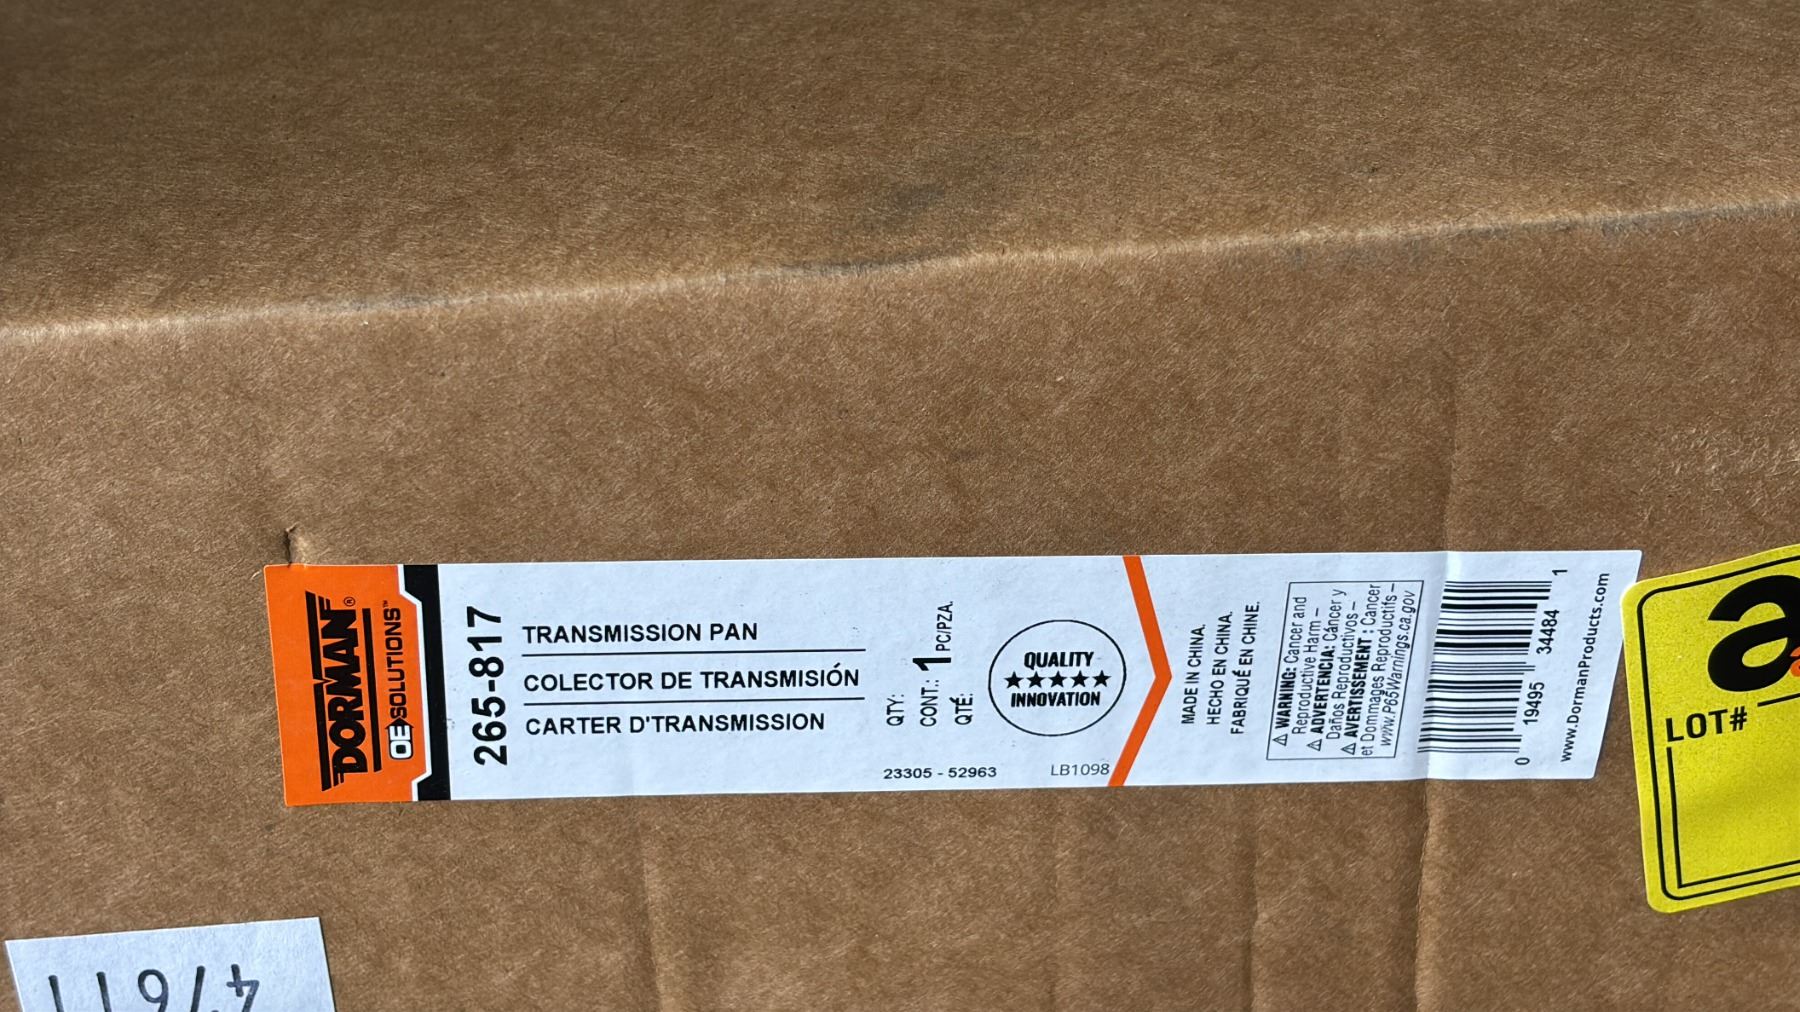 DORMAN®
OE SOLUTIONS™
265-817
TRANSMISSION PAN
COLECTOR DE TRANSMISIÓN
CARTER D'TRANSMISSION
QTY:
CONT.: 1 PC/PZA.
QTÉ:
23305 - 52963
QUALITY
★★★★★
INNOVATION
LB1098
MADE IN CHINA.
HECHO EN CHINA.
FABRIQUÉ EN CHINE.
⚠ WARNING: Cancer and
Reproductive Harm –
⚠ ADVERTENCIA: Cáncer y
Daños Reproductivos –
⚠ AVERTISSEMENT : Cancer
et Dommages Reproductifs –
www.P65Warnings.ca.gov
0 19495 34484 1
www.DormanProducts.com
a
LOT#